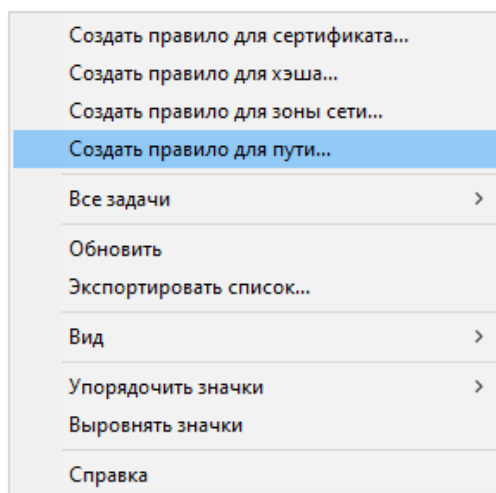 Создать правило для сертификата...
Создать правило для хэша...
Создать правило для зоны сети...
Создать правило для пути...
Все задачи
Обновить
Экспортировать список...
Вид
Упорядочить значки
Выровнять значки
Справка